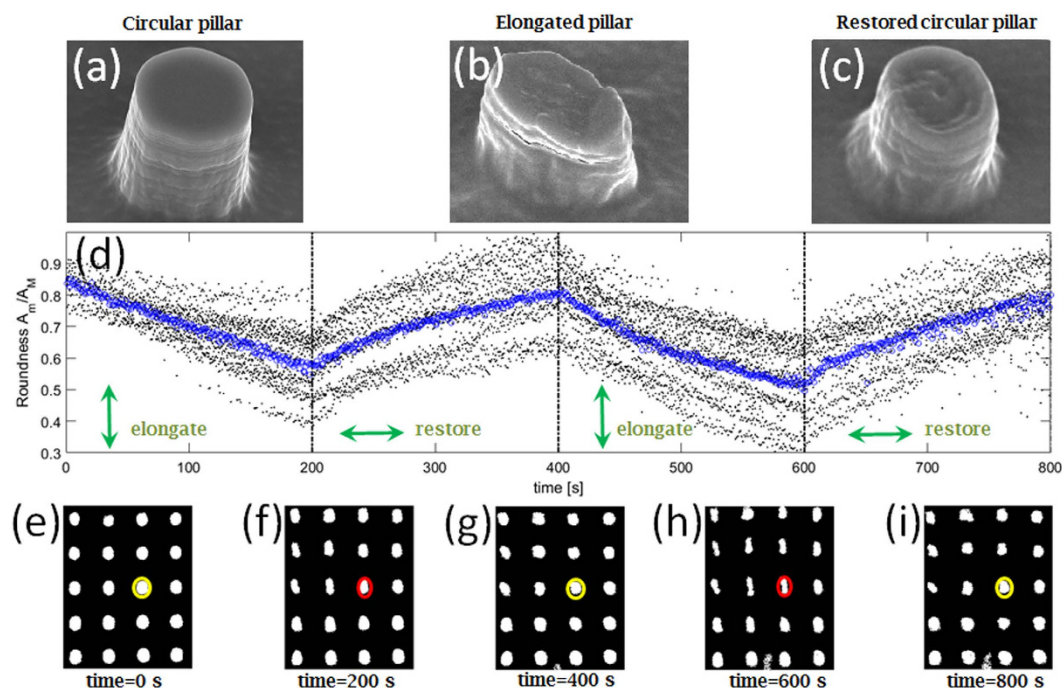 Circular pillar
Elongated pillar
Restored circular pillar
(a)
(b)
(c)
(d)
Roundness Am/AM
0.9
0.8
0.7
0.6
0.5
0.4
0.3
elongate
restore
elongate
restore
0
100
200
300
400
500
600
700
800
time [s]
(e)
(f)
(g)
(h)
(i)
time=0 s
time=200 s
time=400 s
time=600 s
time=800 s